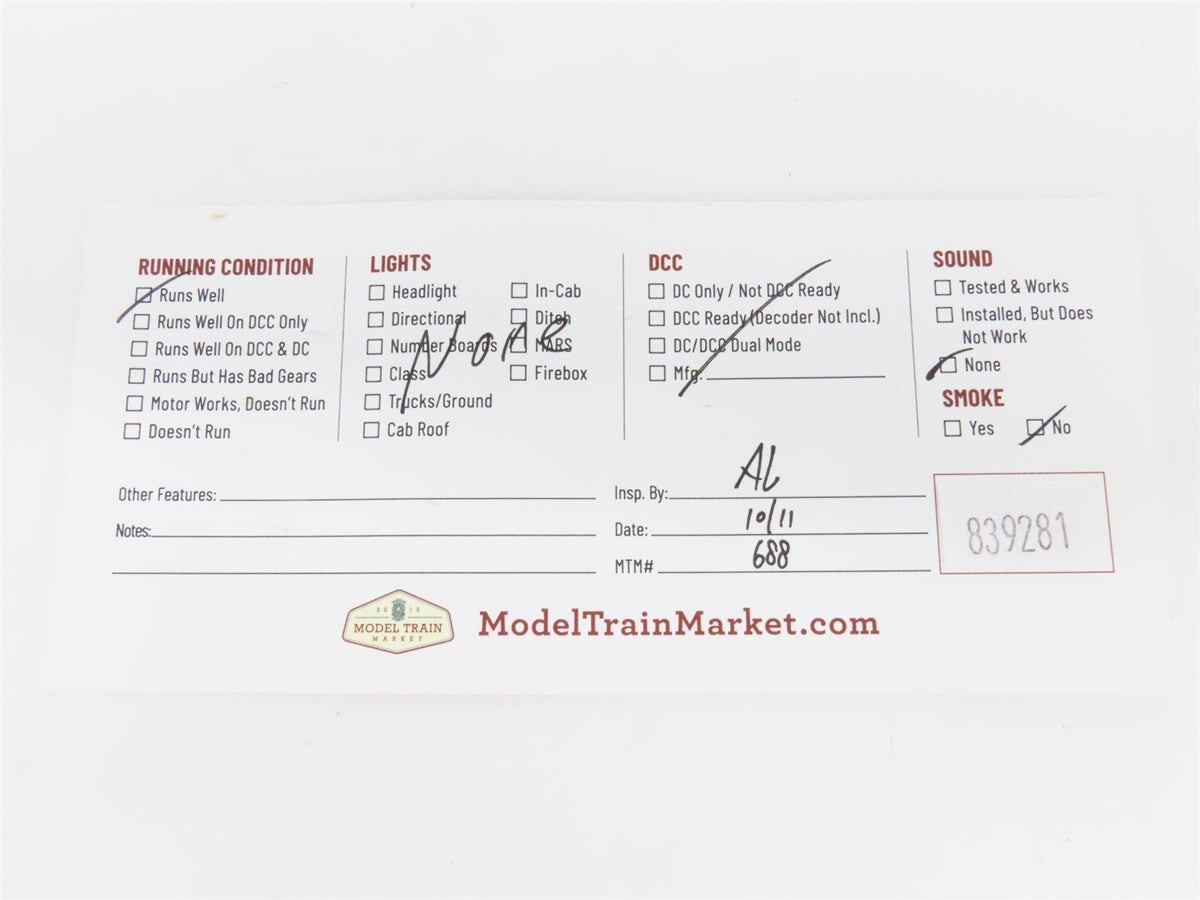 RUNNING CONDITION
Runs Well
Runs Well On DCC Only
Runs Well On DCC & DC
Runs But Has Bad Gears
Motor Works, Doesn't Run
Doesn't Run
LIGHTS
Headlight
Directional
Number Boards
Class
Trucks/Ground
Cab Roof
In-Cab
Ditch
MARS
Firebox
None
DCC
DC Only / Not DCC Ready
DCC Ready (Decoder Not Incl.)
DC/DCC Dual Mode
Mfg.
SOUND
Tested & Works
Installed, But Does
Not Work
None
SMOKE
Yes No
Other Features:
Notes:
Insp. By: AL
Date: 10/11
MTM# 688
839281
2015
MODEL TRAIN
MARKET
ModelTrainMarket.com